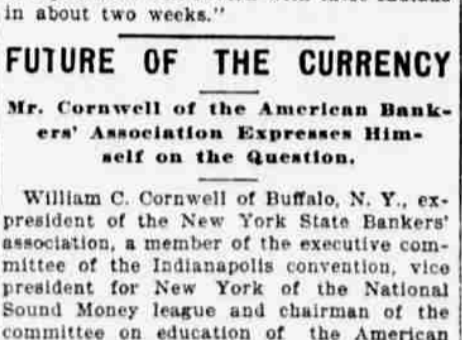 in about two weeks."
FUTURE OF THE CURRENCY
Mr. Cornwell of the American Bank-
ers' Association Expresses Him-
self on the Question.
William C. Cornwell of Buffalo, N. Y., ex-
president of the New York State Bankers'
association, a member of the executive com-
mittee of the Indianapolis convention, vice
president for New York of the National
Sound Money league and chairman of the
committee on education of the American